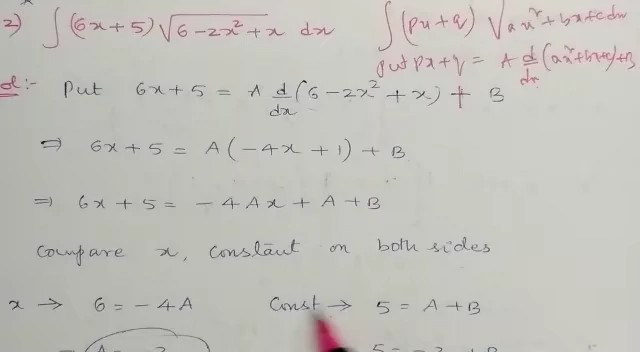 2) ∫ (6x+5) √(6-2x²+x) dx
∫ (px+q) √(ax²+bx+c) dx
put px+q = A d/dx (ax²+bx+c)+B
Put 6x+5 = A d/dx (6-2x²+x) + B
⇒ 6x+5 = A(-4x+1)+B
⇒ 6x+5 = -4Ax+A+B
Compare x, constant on both sides
x → 6 = -4A Const → 5 = A+B